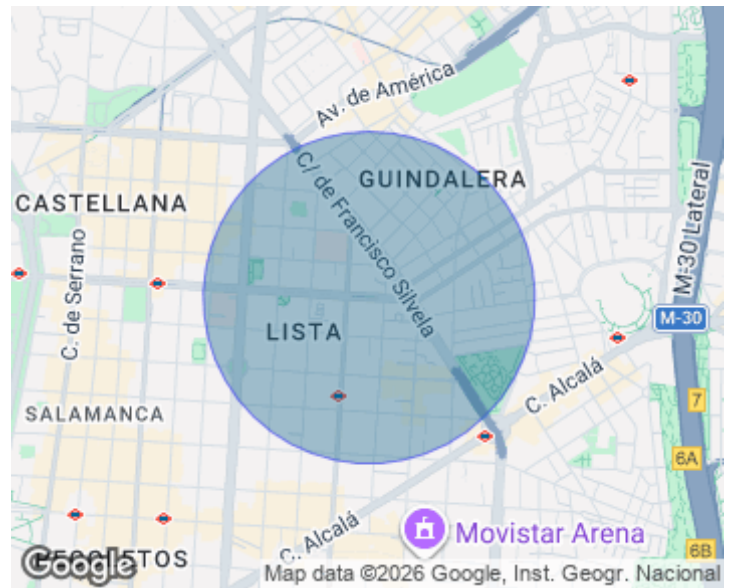 Av. de América
GUINDALERA
C/ de Francisco Silvela
CASTELLANA
C. de Serrano
M-30 Lateral
M-30
LISTA
C. Alcalá
SALAMANCA
7
6A
Movistar Arena
C. Alcalá
6B
RECOLETOS
Google
Map data ©2026 Google, Inst. Geogr. Nacional